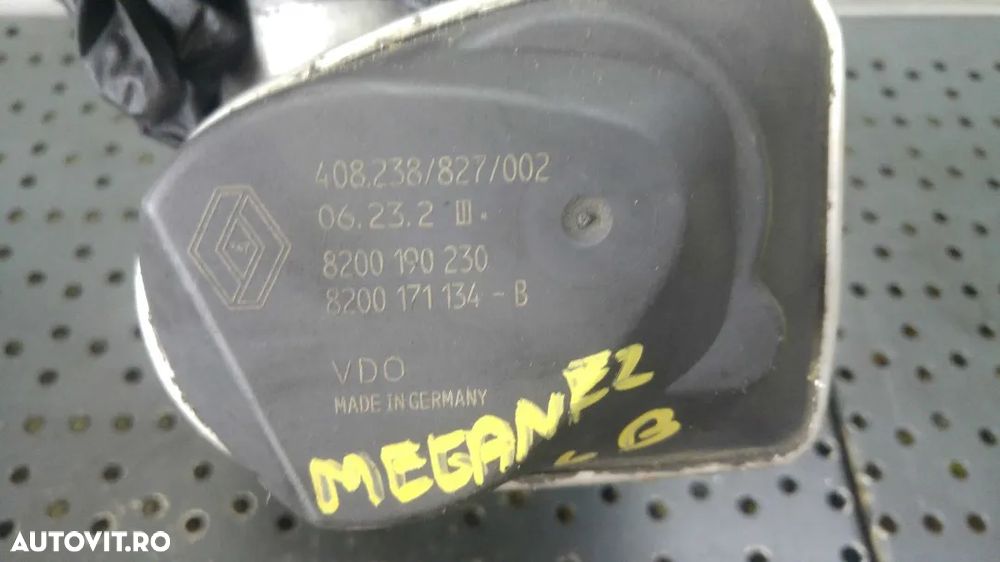 408.238/827/002
06.23.2 III.
8200 190 230
8200 171 134 - B
VDO
MADE IN GERMANY
MEGANE2
B
AUTOVIT.RO